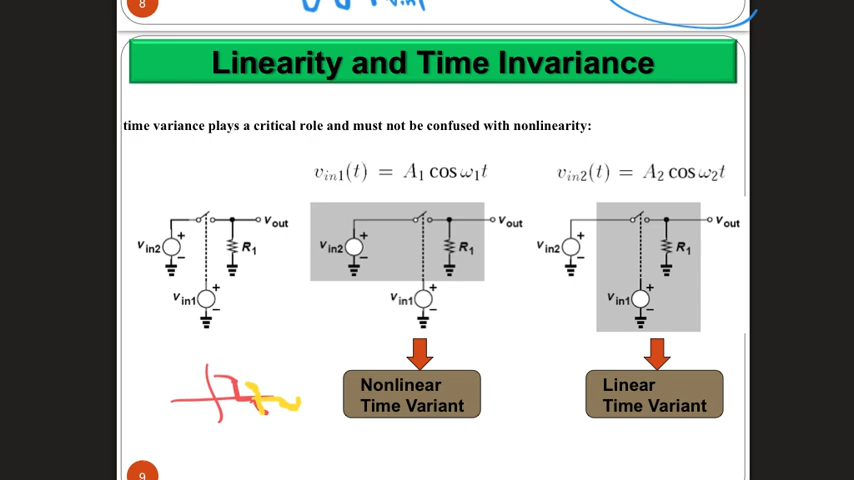 8
Linearity and Time Invariance
time variance plays a critical role and must not be confused with nonlinearity:
v_in1(t) = A_1 cos ω_1t
v_in2(t) = A_2 cos ω_2t
V_in2 + − R_1 V_out
V_in1 + −
V_in2 + − R_1 V_out
V_in1 + −
V_in2 + − R_1 V_out
V_in1 + −
Nonlinear
Time Variant
Linear
Time Variant
9